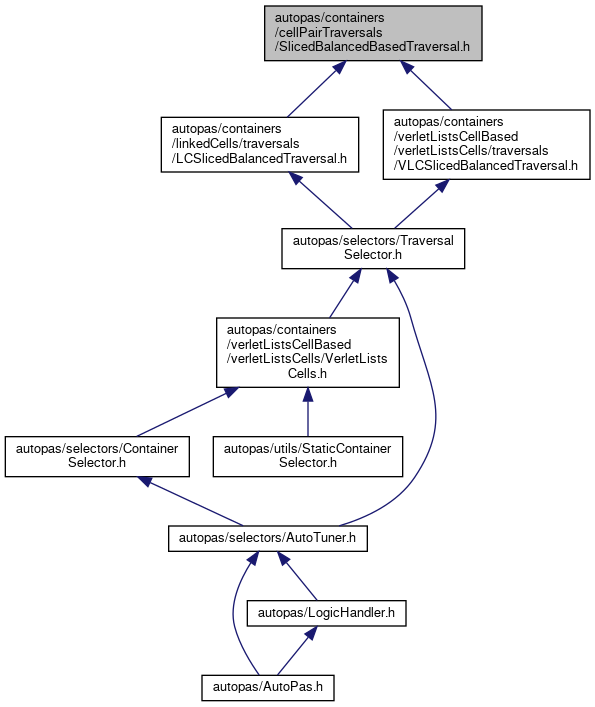 autopas/containers
/cellPairTraversals
/SlicedBalancedBasedTraversal.h
autopas/containers
/linkedCells/traversals
/LCSlicedBalancedTraversal.h
autopas/containers
/verletListsCellBased
/verletListsCells/traversals
/VLCSlicedBalancedTraversal.h
autopas/selectors/Traversal
Selector.h
autopas/containers
/verletListsCellBased
/verletListsCells/VerletLists
Cells.h
autopas/selectors/Container
Selector.h
autopas/utils/StaticContainer
Selector.h
autopas/selectors/AutoTuner.h
autopas/LogicHandler.h
autopas/AutoPas.h